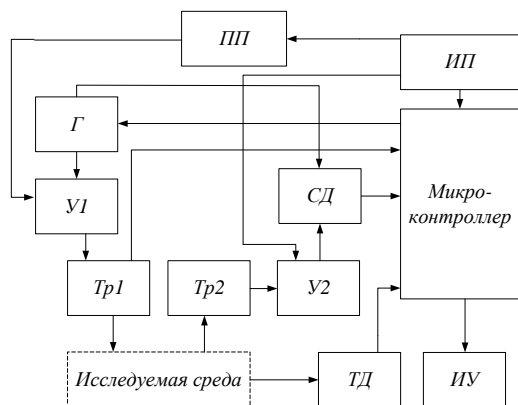 ПП
ИП
Г
У1
СД
Микро-
контроллер
Тр1
Тр2
У2
Исследуемая среда
ТД
ИУ